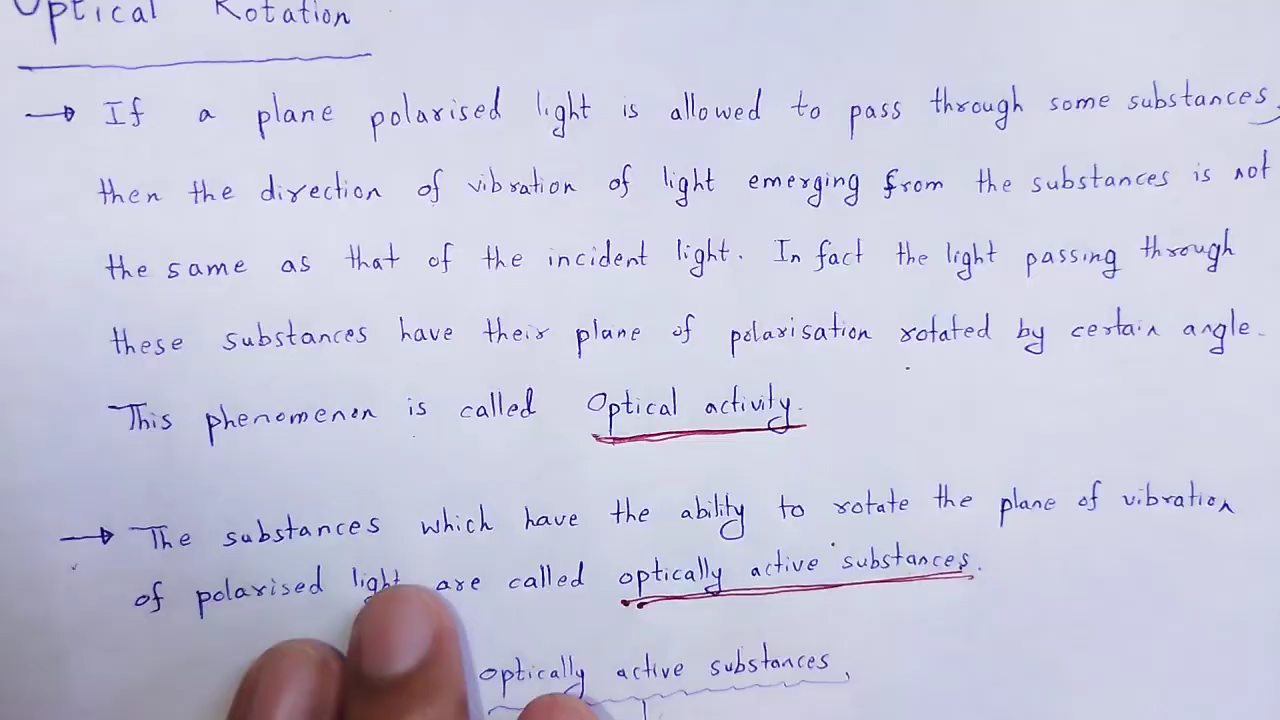 Optical Rotation
→ If a plane polarised light is allowed to pass through some substances,
then the direction of vibration of light emerging from the substances is not
the same as that of the incident light. In fact the light passing through
these substances have their plane of polarisation rotated by certain angle.
This phenomenon is called Optical activity.
→ The substances which have the ability to rotate the plane of vibration
of polarised light are called optically active substances.
optically active substances,